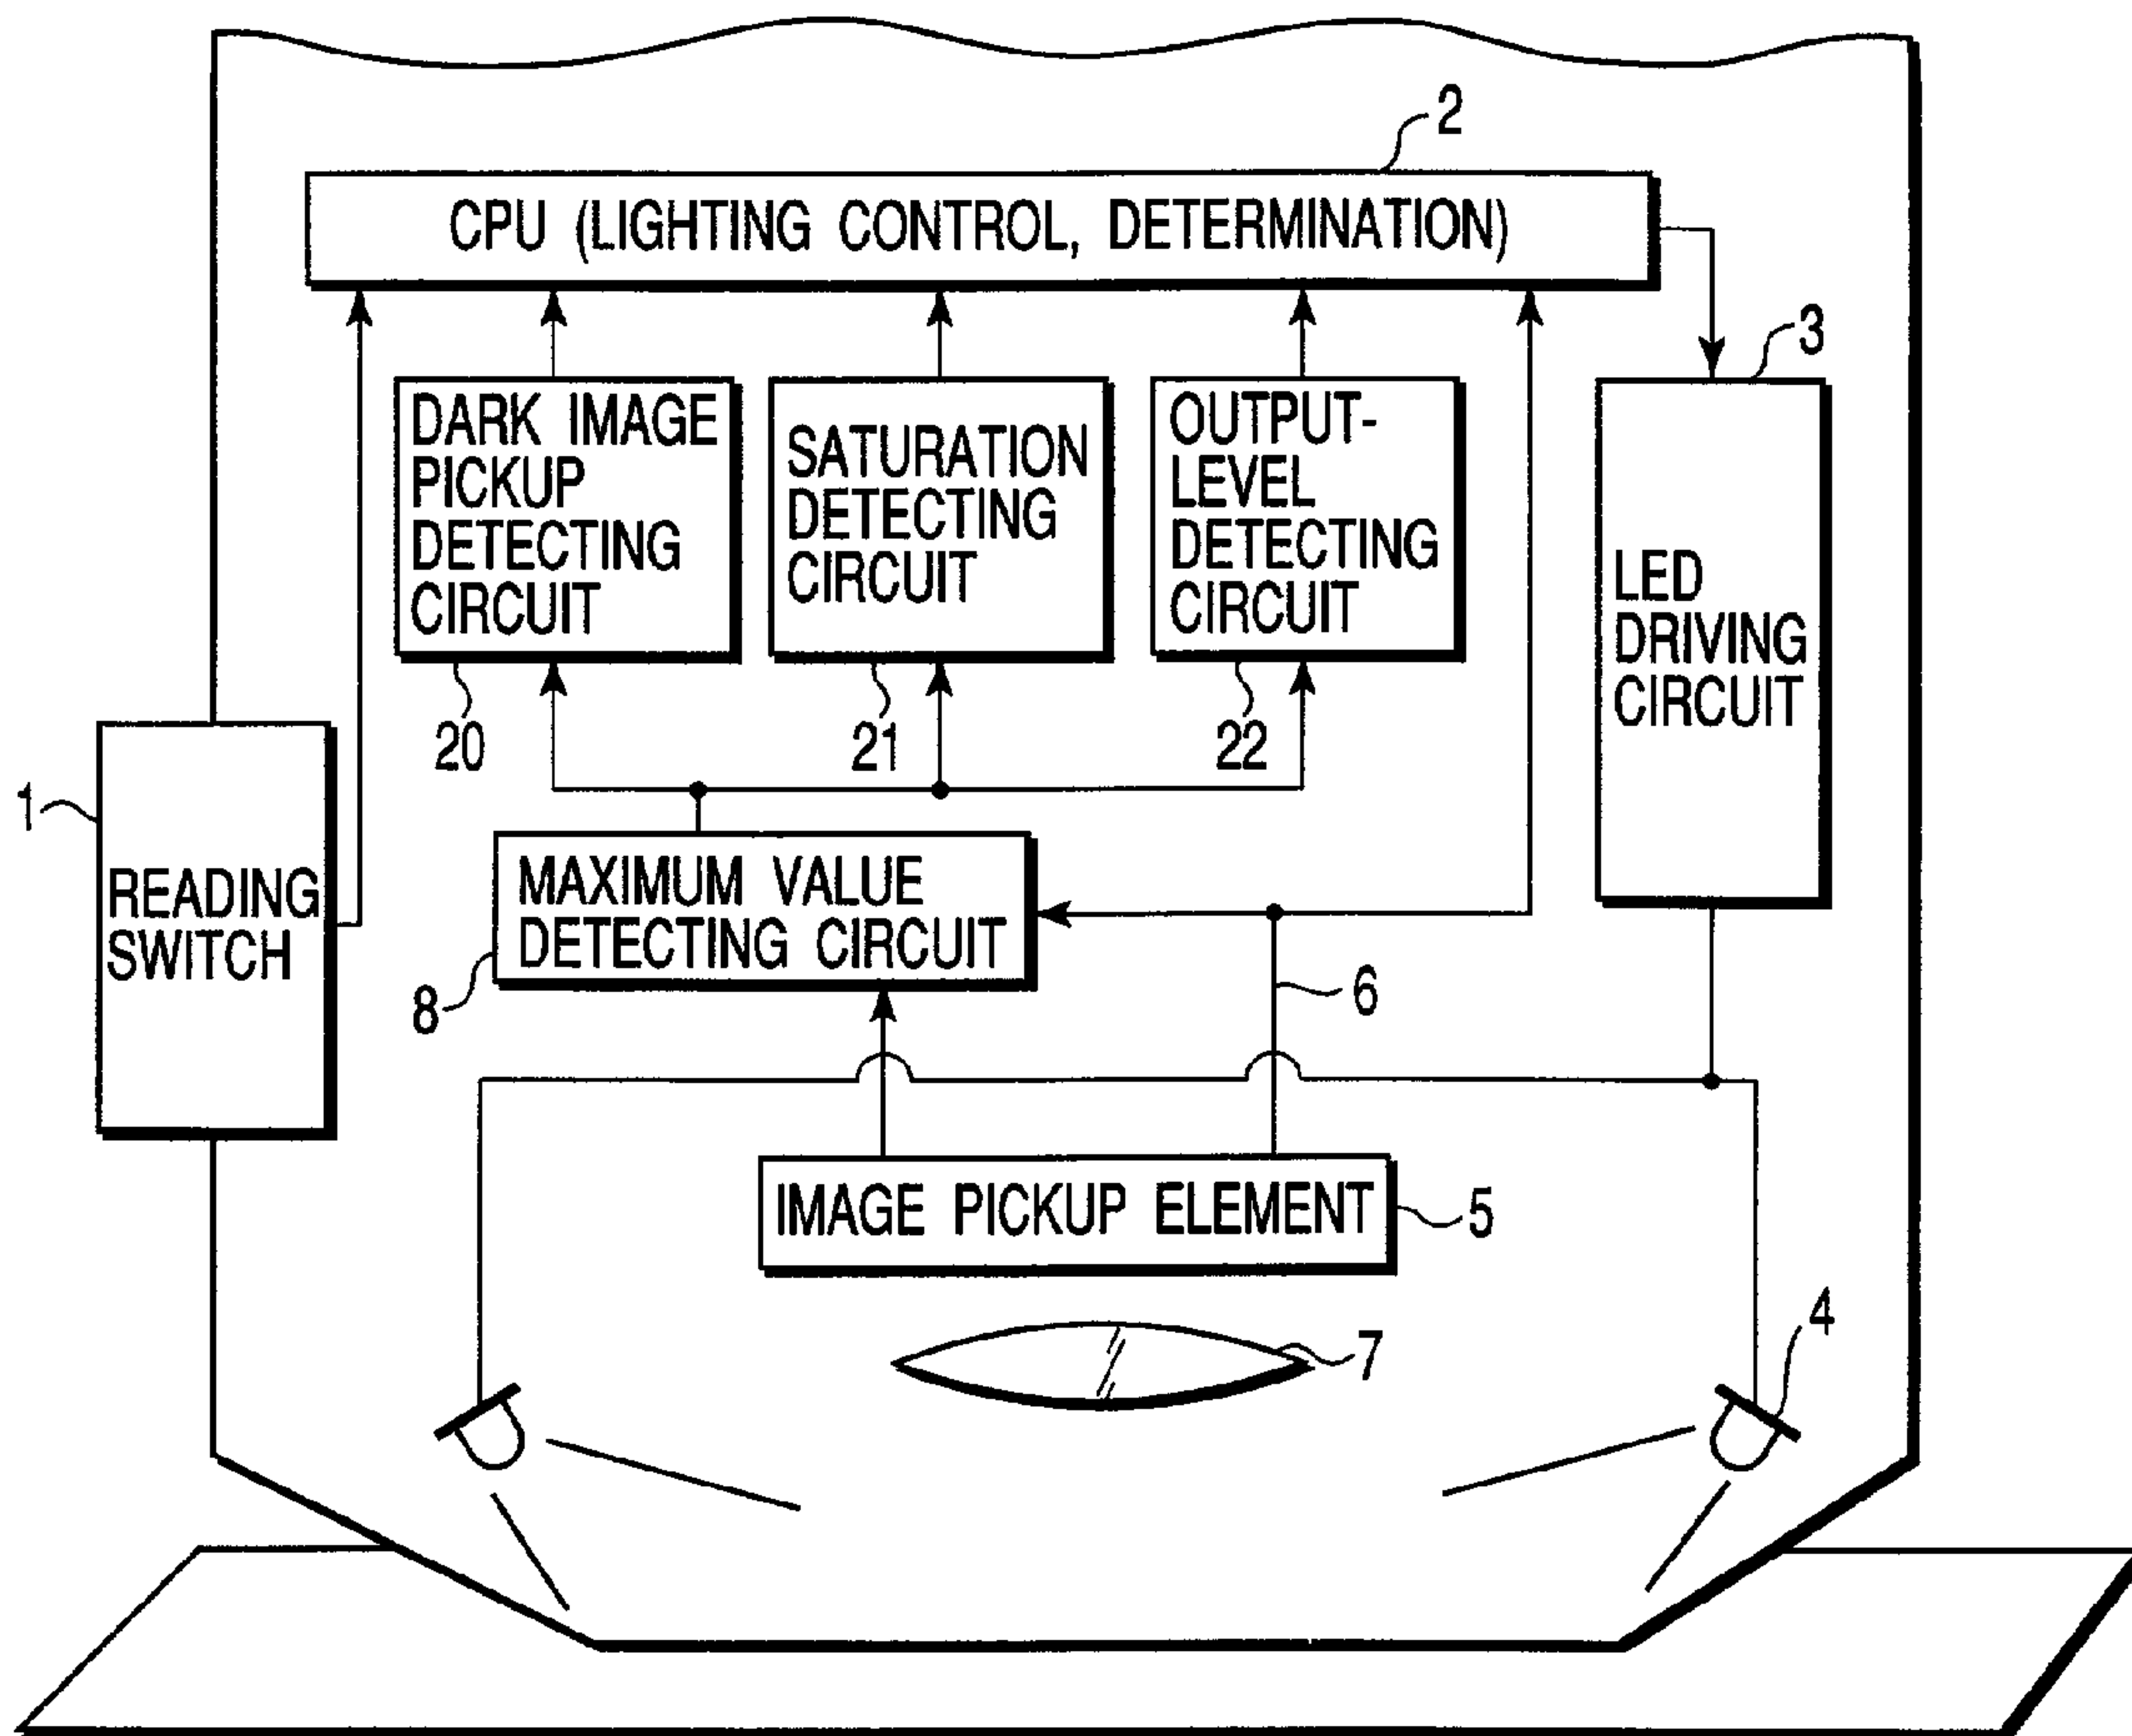 2
CPU (LIGHTING CONTROL, DETERMINATION)
3
DARK IMAGE
PICKUP
DETECTING
CIRCUIT
20
SATURATION
DETECTING
CIRCUIT
21
OUTPUT-
LEVEL
DETECTING
CIRCUIT
22
LED
DRIVING
CIRCUIT
1
READING
SWITCH
MAXIMUM VALUE
DETECTING CIRCUIT
8
6
IMAGE PICKUP ELEMENT
5
7
4